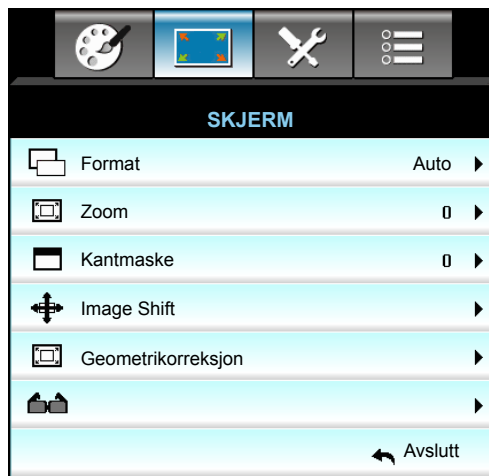 SKJERM
Format Auto
Zoom 0
Kantmaske 0
Image Shift
Geometrikorreksjon
Avslutt